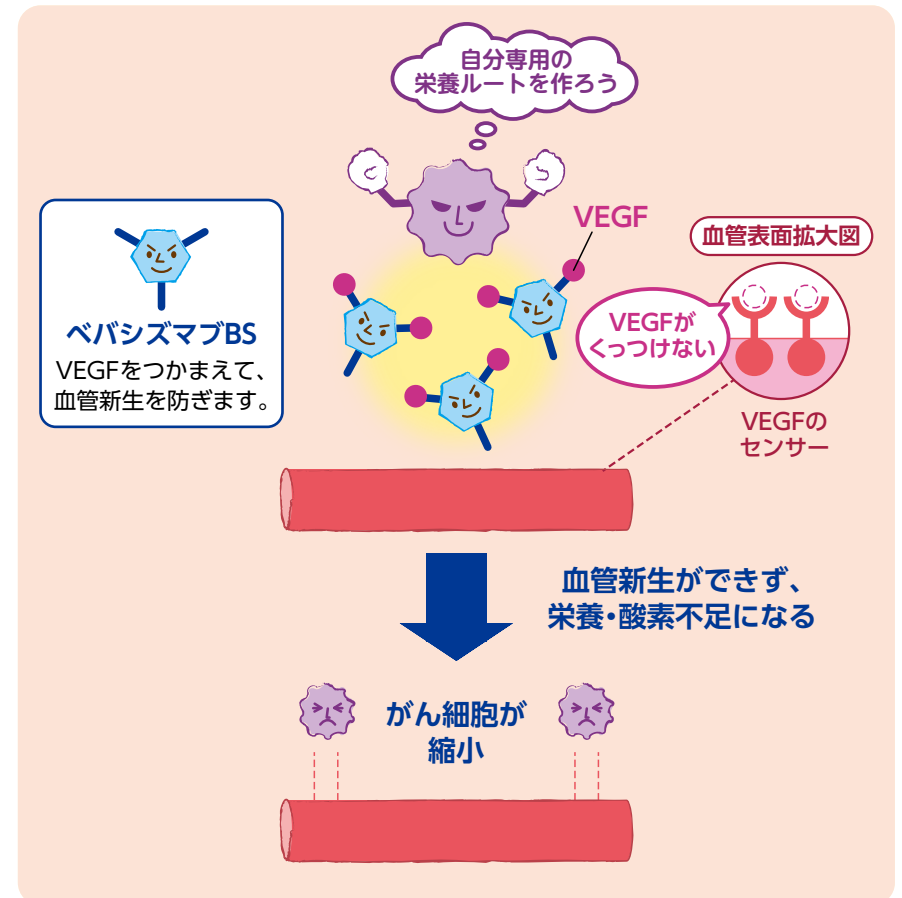 自分専用の
栄養ルートを作ろう
VEGF
血管表面拡大図
ベバシズマブBS
VEGFをつかまえて、
血管新生を防ぎます。
VEGFが
くっつけない
VEGFの
センサー
血管新生ができず、
栄養・酸素不足になる
がん細胞が
縮小